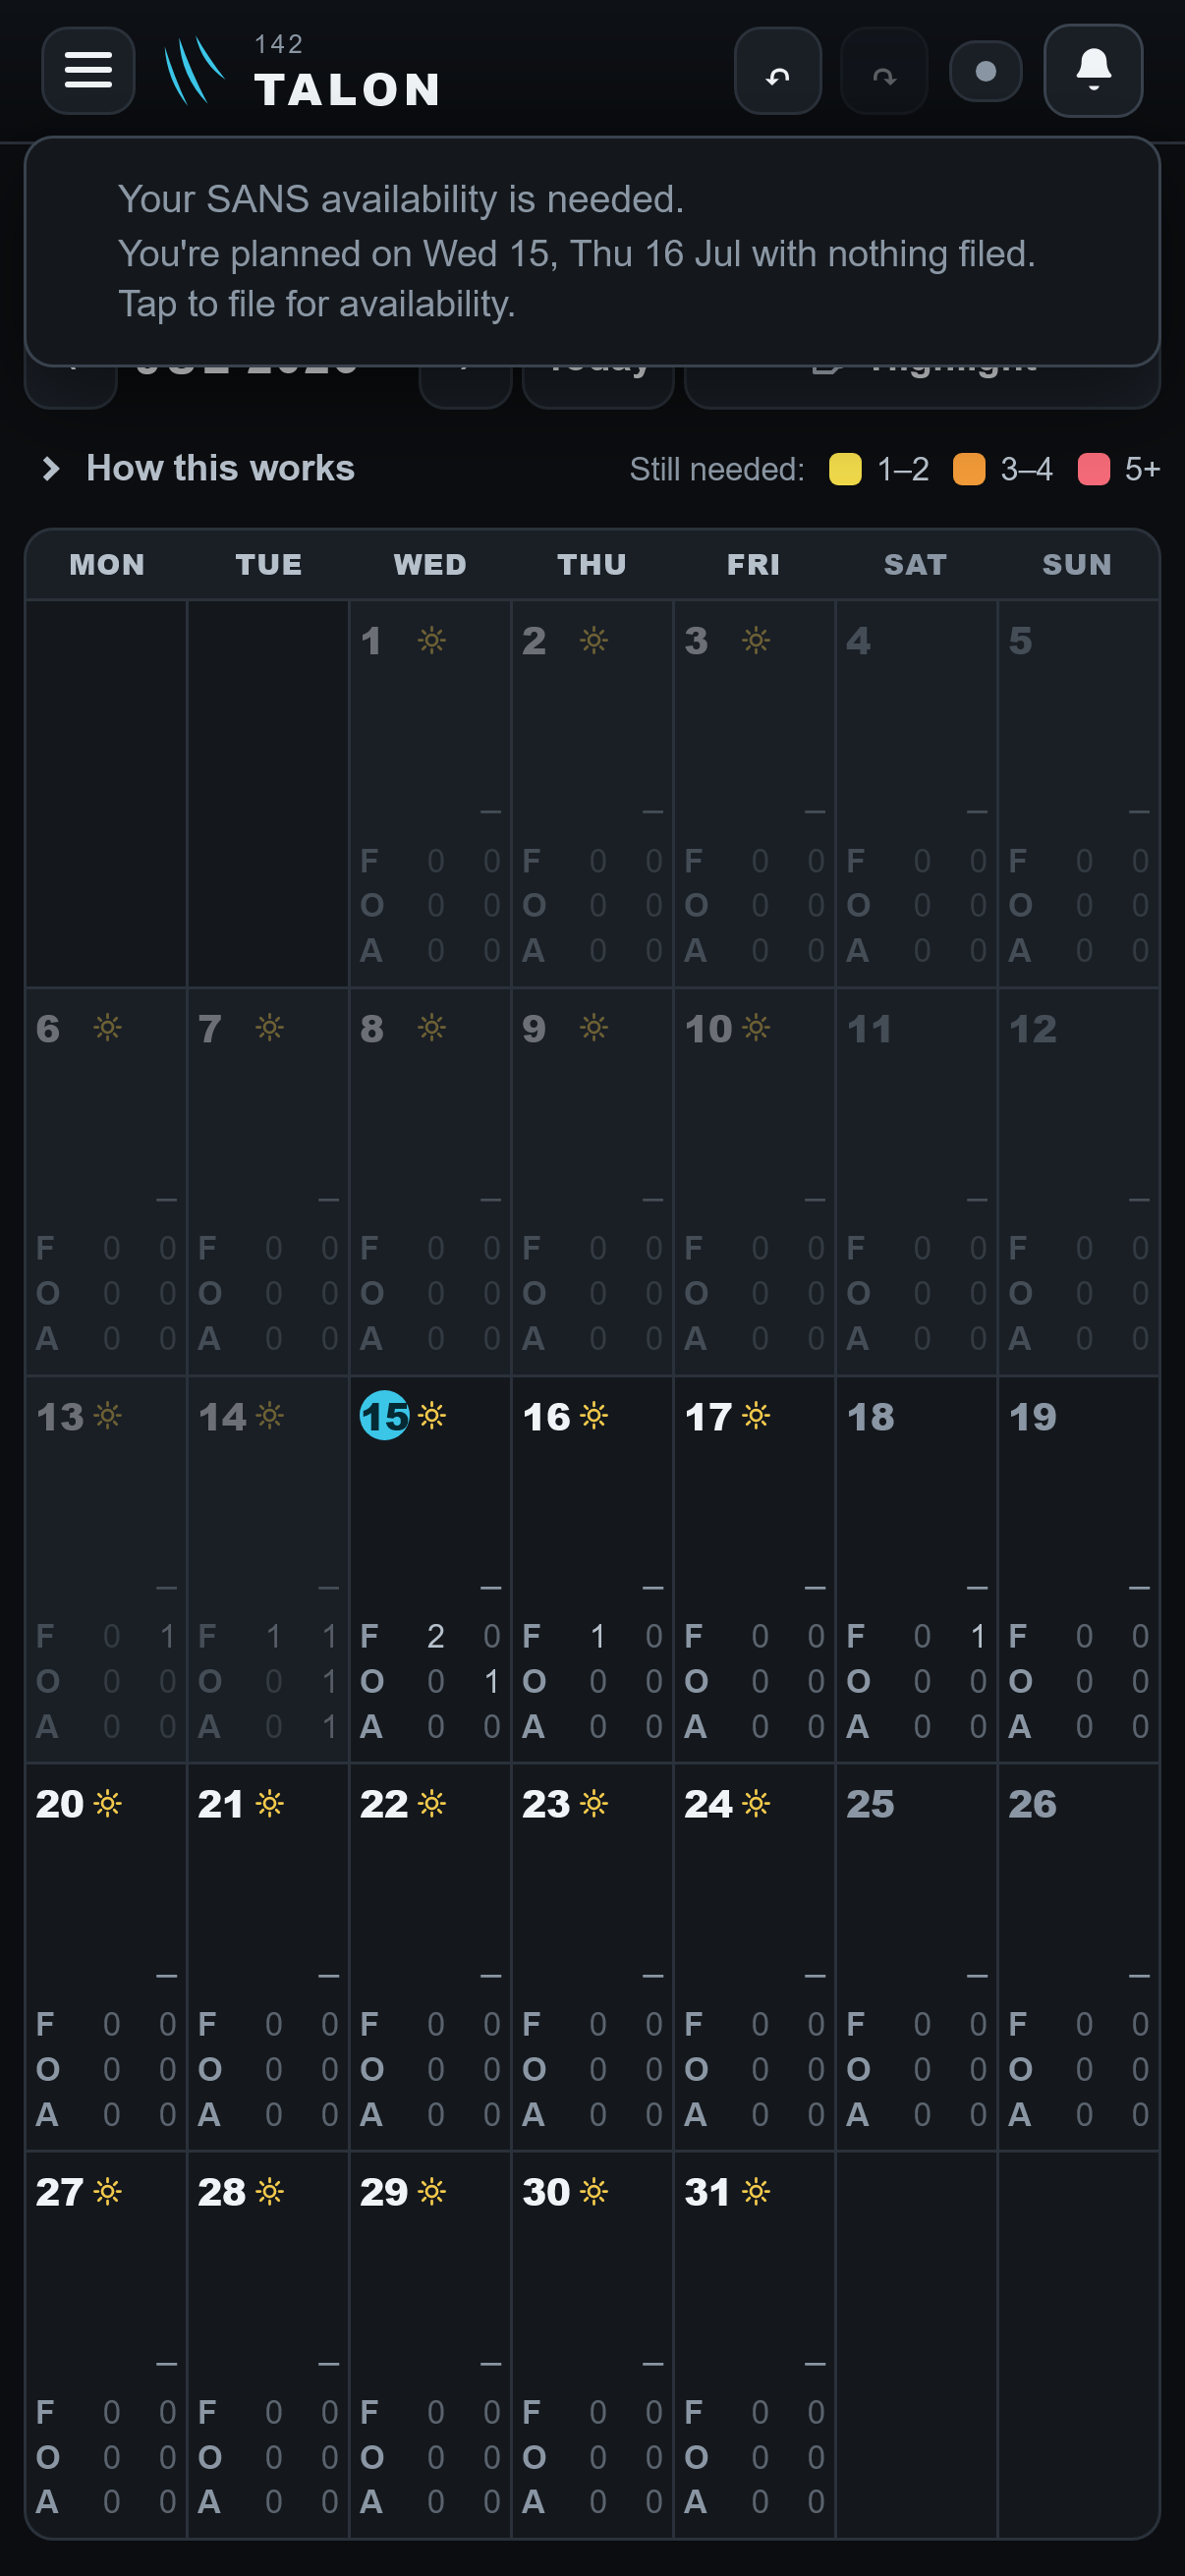 142
TALON
Your SANS availability is needed.
You're planned on Wed 15, Thu 16 Jul with nothing filed.
Tap to file for availability.
Today Highlight
How this works Still needed: 1–2 3–4 5+
MON TUE WED THU FRI SAT SUN
1 2 3 4 5
– – – – –
F 0 0 F 0 0 F 0 0 F 0 0 F 0 0
O 0 0 O 0 0 O 0 0 O 0 0 O 0 0
A 0 0 A 0 0 A 0 0 A 0 0 A 0 0
6 7 8 9 10 11 12
– – – – – – –
F 0 0 F 0 0 F 0 0 F 0 0 F 0 0 F 0 0 F 0 0
O 0 0 O 0 0 O 0 0 O 0 0 O 0 0 O 0 0 O 0 0
A 0 0 A 0 0 A 0 0 A 0 0 A 0 0 A 0 0 A 0 0
13 14 15 16 17 18 19
– – – – – – –
F 0 1 F 1 1 F 2 0 F 1 0 F 0 0 F 0 1 F 0 0
O 0 0 O 0 1 O 0 1 O 0 0 O 0 0 O 0 0 O 0 0
A 0 0 A 0 1 A 0 0 A 0 0 A 0 0 A 0 0 A 0 0
20 21 22 23 24 25 26
– – – – – – –
F 0 0 F 0 0 F 0 0 F 0 0 F 0 0 F 0 0 F 0 0
O 0 0 O 0 0 O 0 0 O 0 0 O 0 0 O 0 0 O 0 0
A 0 0 A 0 0 A 0 0 A 0 0 A 0 0 A 0 0 A 0 0
27 28 29 30 31
– – – – –
F 0 0 F 0 0 F 0 0 F 0 0 F 0 0
O 0 0 O 0 0 O 0 0 O 0 0 O 0 0
A 0 0 A 0 0 A 0 0 A 0 0 A 0 0